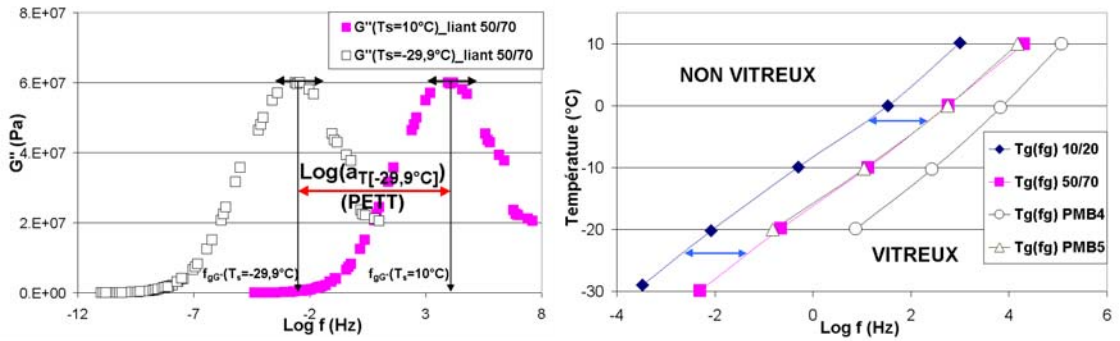 8.E+07
6.E+07
4.E+07
2.E+07
0.E+00
G"(Pa)
G"(Ts=10°C)_liant 50/70
G"(Ts=-29,9°C)_liant 50/70
Log(aT[-29,9°C])
(PETT)
fgG"(Ts=-29,9°C)
fgG"(Ts=10°C)
-12 -7 -2 3 8
Log f (Hz)
10
0
-10
-20
-30
Température (°C)
NON VITREUX
VITREUX
Tg(fg) 10/20
Tg(fg) 50/70
Tg(fg) PMB4
Tg(fg) PMB5
-4 -2 0 2 4 6
Log f (Hz)